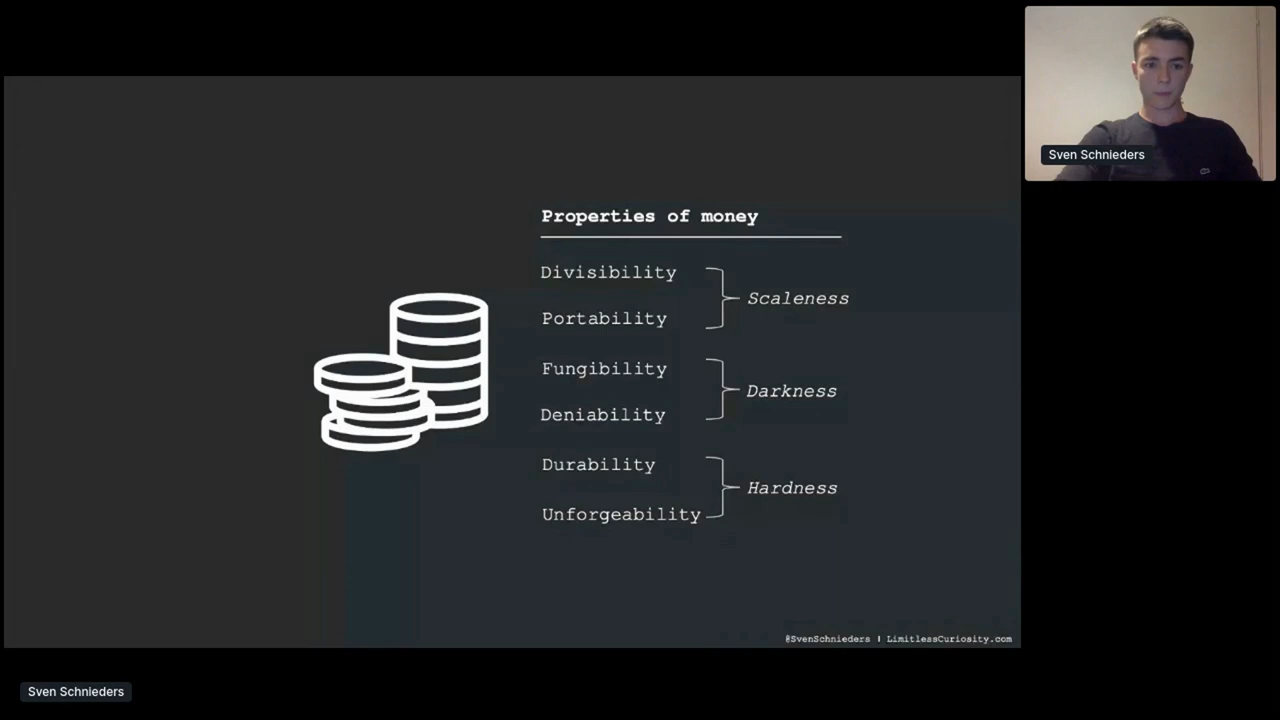 Sven Schnieders
Properties of money
Divisibility
Portability
Scaleness
Fungibility
Deniability
Darkness
Durability
Unforgeability
Hardness
@SvenSchnieders | LimitlessCuriosity.com
Sven Schnieders